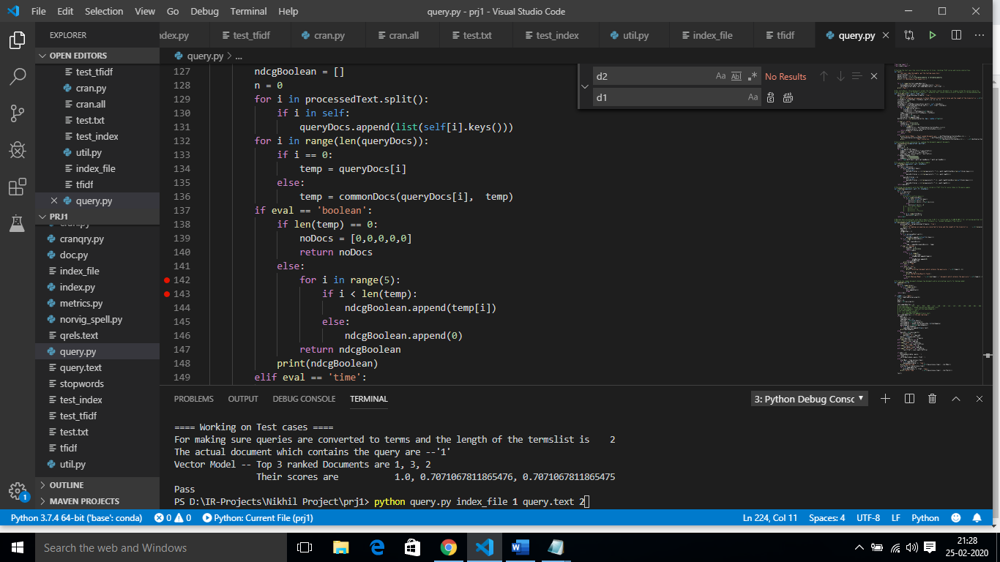 File Edit Selection View Go Debug Terminal Help
query.py - prj1 - Visual Studio Code
EXPLORER
OPEN EDITORS
test_tfidf
cran.py
cran.all
test.txt
test_index
util.py
index_file
tfidf
query.py
PRJ1
cranqry.py
doc.py
index_file
index.py
metrics.py
norvig_spell.py
qrels.text
query.py
query.text
stopwords
test_index
test_tfidf
test.txt
tfidf
util.py
OUTLINE
MAVEN PROJECTS
1
ndex.py test_tfidf cran.py cran.all test.txt test_index util.py index_file tfidf query.py
query.py > ...
d2 Aa Abl .* No Results
d1 Aa
127 ndcgBoolean = []
128 n = 0
129 for i in processedText.split():
130 if i in self:
131 queryDocs.append(list(self[i].keys()))
132 for i in range(len(queryDocs)):
133 if i == 0:
134 temp = queryDocs[i]
135 else:
136 temp = commonDocs(queryDocs[i],  temp)
137 if eval == 'boolean':
138 if len(temp) == 0:
139 noDocs = [0,0,0,0,0]
140 return noDocs
141 else:
142 for i in range(5):
143 if i < len(temp):
144 ndcgBoolean.append(temp[i])
145 else:
146 ndcgBoolean.append(0)
147 return ndcgBoolean
148 print(ndcgBoolean)
149 elif eval == 'time':
PROBLEMS OUTPUT DEBUG CONSOLE TERMINAL
3: Python Debug Consc
==== Working on Test cases ====
For making sure queries are converted to terms and the length of the termslist is    2
The actual document which contains the query are --'1'
Vector Model -- Top 3 ranked Documents are 1, 3, 2
Their scores are 1.0, 0.7071067811865476, 0.7071067811865475
Pass
PS D:\IR-Projects\Nikhil Project\prj1> python query.py index_file 1 query.text 2
Python 3.7.4 64-bit ('base': conda) 0 0 Python: Current File (prj1)
Ln 224, Col 11 Spaces: 4 UTF-8 LF Python
Search the web and Windows
21:28
25-02-2020